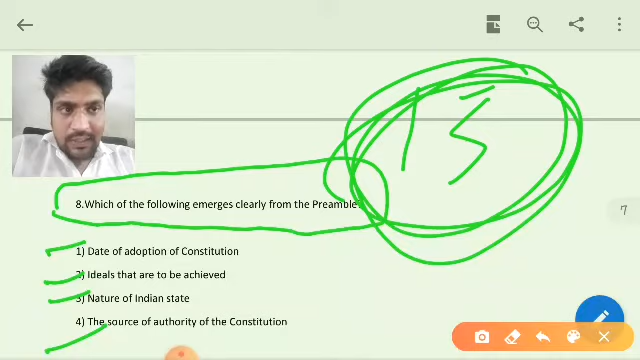 15
8.Which of the following emerges clearly from the Preamble?
7
1) Date of adoption of Constitution
2) Ideals that are to be achieved
3) Nature of Indian state
4) The source of authority of the Constitution